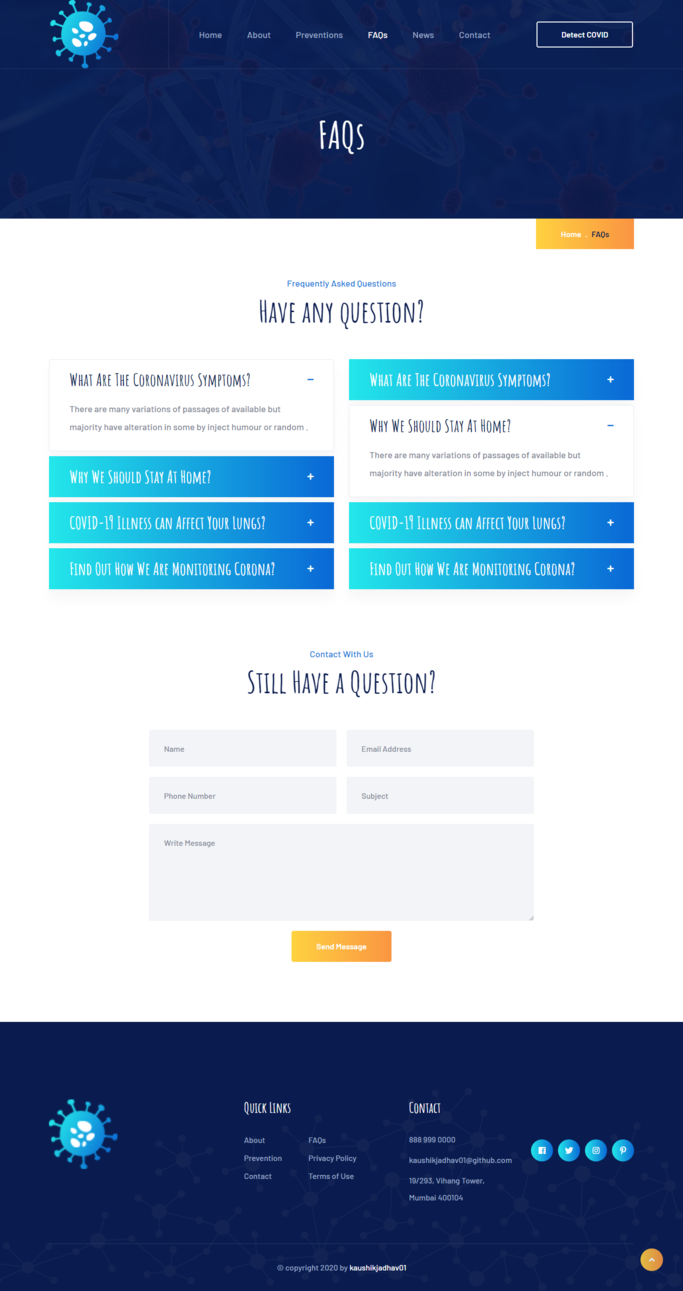 Home
About
Preventions
FAQs
News
Contact
Detect COVID
FAQs
Home . FAQs
Frequently Asked Questions
Have any question?
What Are The Coronavirus Symptoms? −
There are many variations of passages of available but
majority have alteration in some by inject humour or random .
Why We Should Stay At Home? +
COVID-19 Illness can Affect Your Lungs? +
Find Out How We Are Monitoring Corona? +
What Are The Coronavirus Symptoms? +
Why We Should Stay At Home? −
There are many variations of passages of available but
majority have alteration in some by inject humour or random .
COVID-19 Illness can Affect Your Lungs? +
Find Out How We Are Monitoring Corona? +
Contact With Us
Still Have a Question?
Name
Email Address
Phone Number
Subject
Write Message
Send Message
Quick Links
About
Prevention
Contact
FAQs
Privacy Policy
Terms of Use
Contact
888 999 0000
kaushikjadhav01@github.com
19/293, Vihang Tower,
Mumbai 400104
© copyright 2020 by kaushikjadhav01